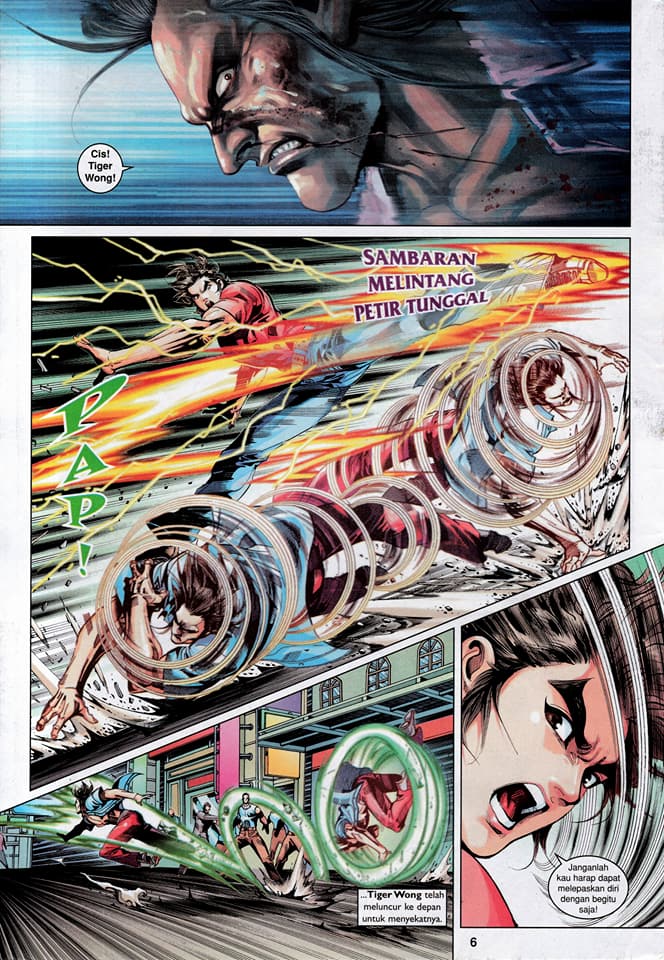 Cis!
Tiger
Wong!
SAMBARAN
MELINTANG
PETIR TUNGGAL
PAP!
...Tiger Wong telah
meluncur ke depan
untuk menyekatnya.
Janganlah
kau harap dapat
melepaskan diri
dengan begitu
saja!
6